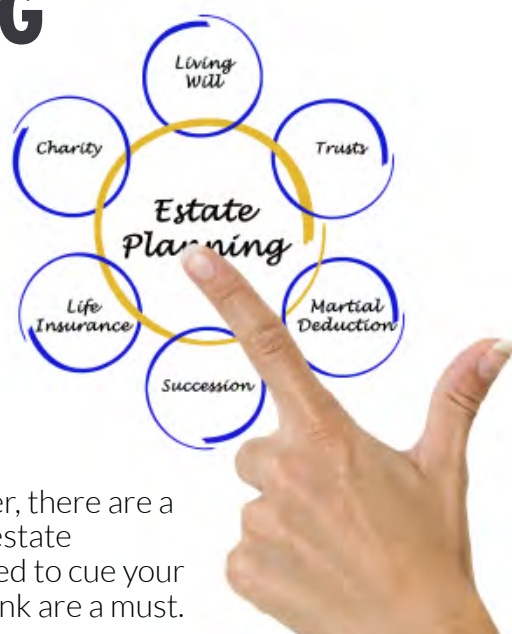 G
Living
Will
Charity
Trusts
Estate
Planning
Life
Insurance
Martial
Deduction
Succession
er, there are a
estate
ed to cue your
nk are a must.